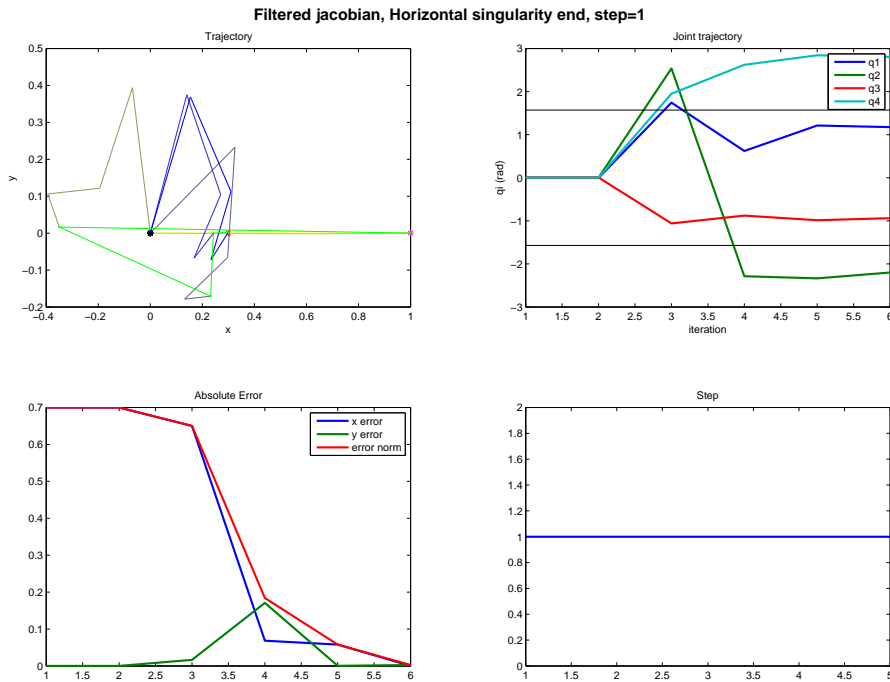 Filtered jacobian, Horizontal singularity end, step=1
Trajectory
0.5
0.4
0.3
0.2
0.1
0
−0.1
−0.2
y
−0.4 −0.2 0 0.2 0.4 0.6 0.8 1
x
Joint trajectory
3
2
1
0
−1
−2
−3
qi (rad)
q1
q2
q3
q4
1 1.5 2 2.5 3 3.5 4 4.5 5 5.5 6
iteration
Absolute Error
0.7
0.6
0.5
0.4
0.3
0.2
0.1
0
x error
y error
error norm
1 1.5 2 2.5 3 3.5 4 4.5 5 5.5 6
Step
2
1.8
1.6
1.4
1.2
1
0.8
0.6
0.4
0.2
0
1 1.5 2 2.5 3 3.5 4 4.5 5